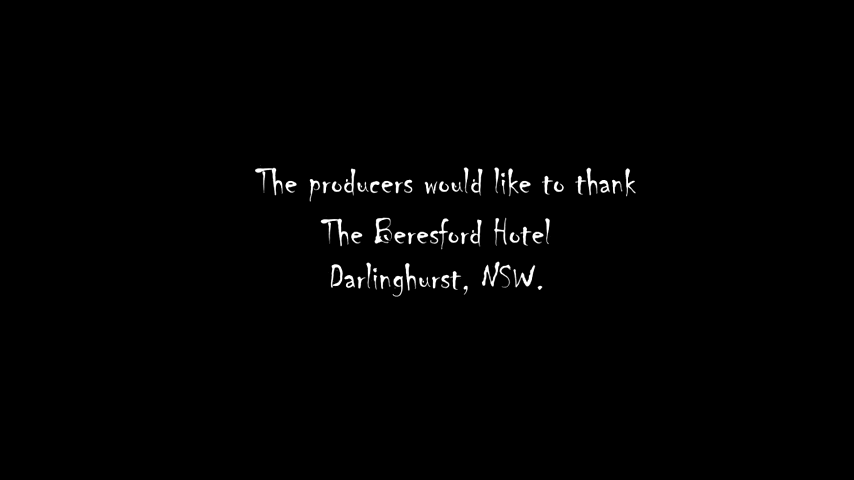 The producers would like to thank
The Beresford Hotel
Darlinghurst, NSW.